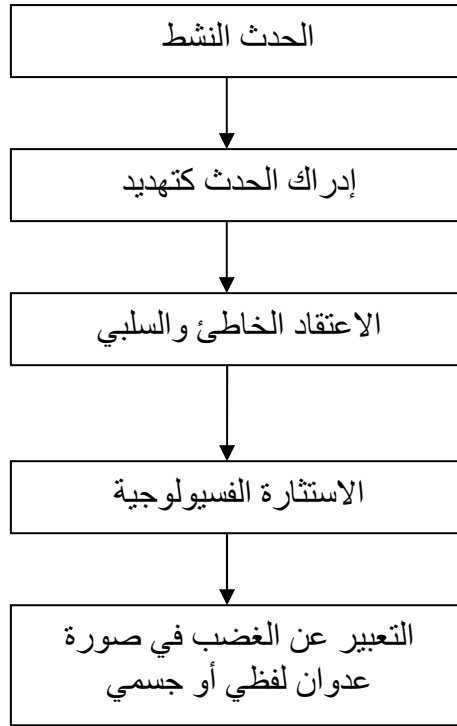 الحدث النشط
إدراك الحدث كتهديد
الاعتقاد الخاطئ والسلبي
الاستثارة الفسيولوجية
التعبير عن الغضب في صورة
عدوان لفظي أو جسمي